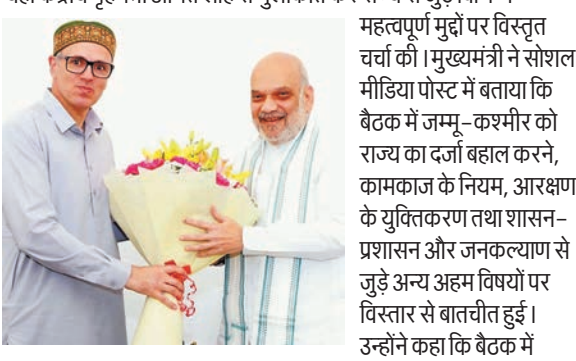 महत्वपूर्ण मुद्दों पर विस्तृत
चर्चा की। मुख्यमंत्री ने सोशल
मीडिया पोस्ट में बताया कि
बैठक में जम्मू-कश्मीर को
राज्य का दर्जा बहाल करने,
कामकाज के नियम, आरक्षण
के युक्तिकरण तथा शासन-
प्रशासन और जनकल्याण से
जुड़े अन्य अहम विषयों पर
विस्तार से बातचीत हुई।
उन्होंने कहा कि बैठक में